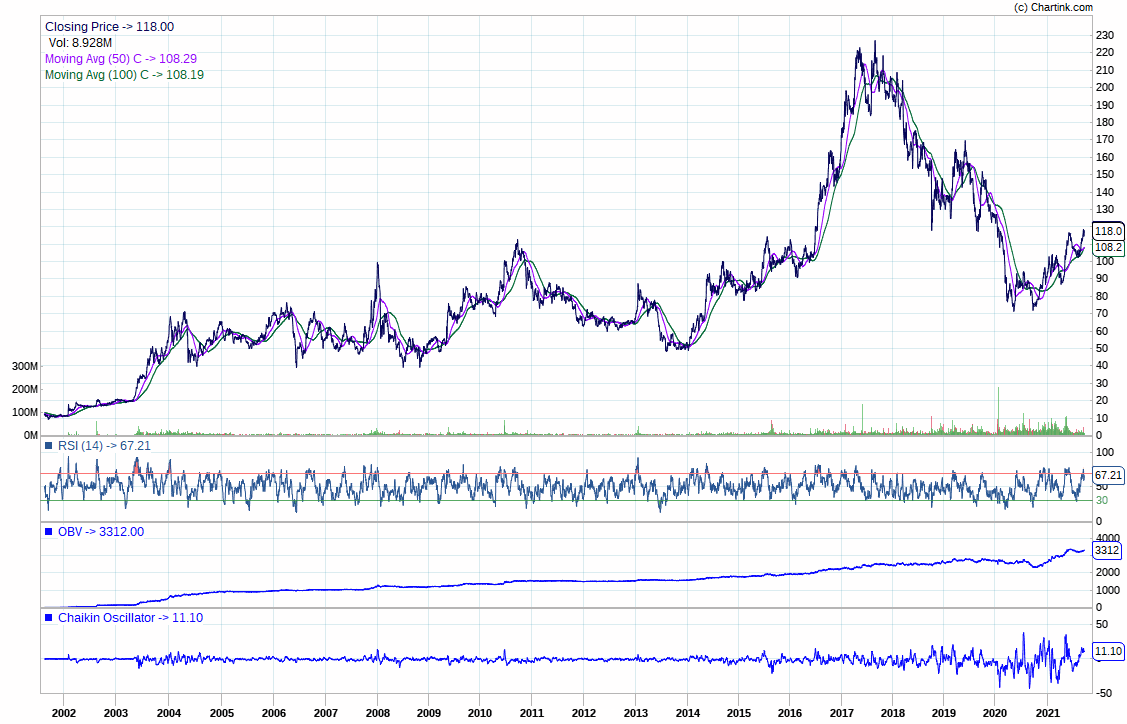 (c) Chartink.com
Closing Price -> 118.00
Vol: 8.928M
Moving Avg (50) C -> 108.29
Moving Avg (100) C -> 108.19
230
220
210
200
190
180
170
160
150
140
130
118.0
108.2
100
90
80
70
60
50
40
30
20
10
0
300M
200M
100M
0M
RSI (14) -> 67.21
100
67.21
50
30
0
OBV -> 3312.00
4000
3312
2000
1000
0
Chaikin Oscillator -> 11.10
50
11.10
-50
2002 2003 2004 2005 2006 2007 2008 2009 2010 2011 2012 2013 2014 2015 2016 2017 2018 2019 2020 2021